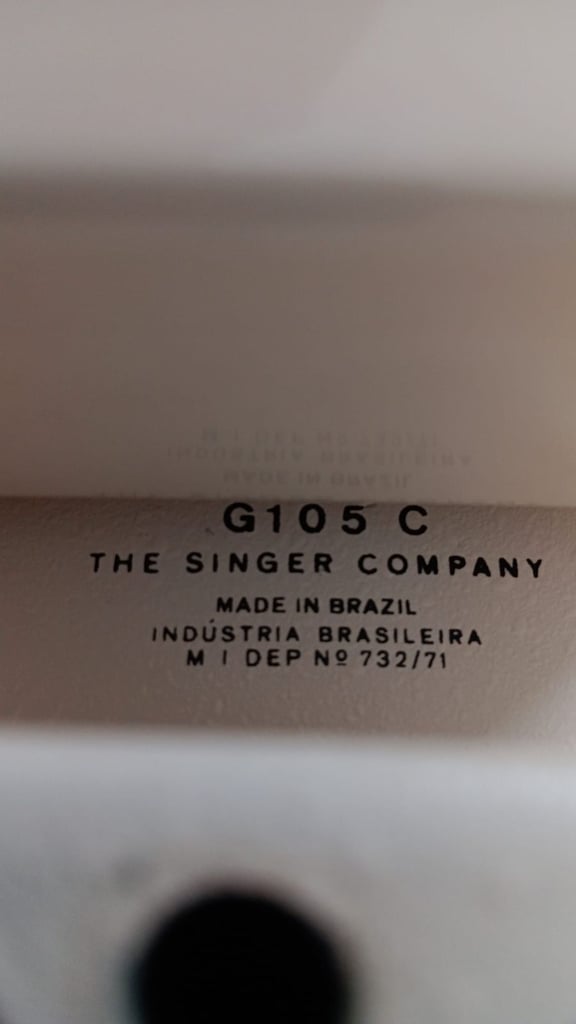 G105 C
THE SINGER COMPANY
MADE IN BRAZIL
INDÚSTRIA BRASILEIRA
M I DEP Nº 732/71